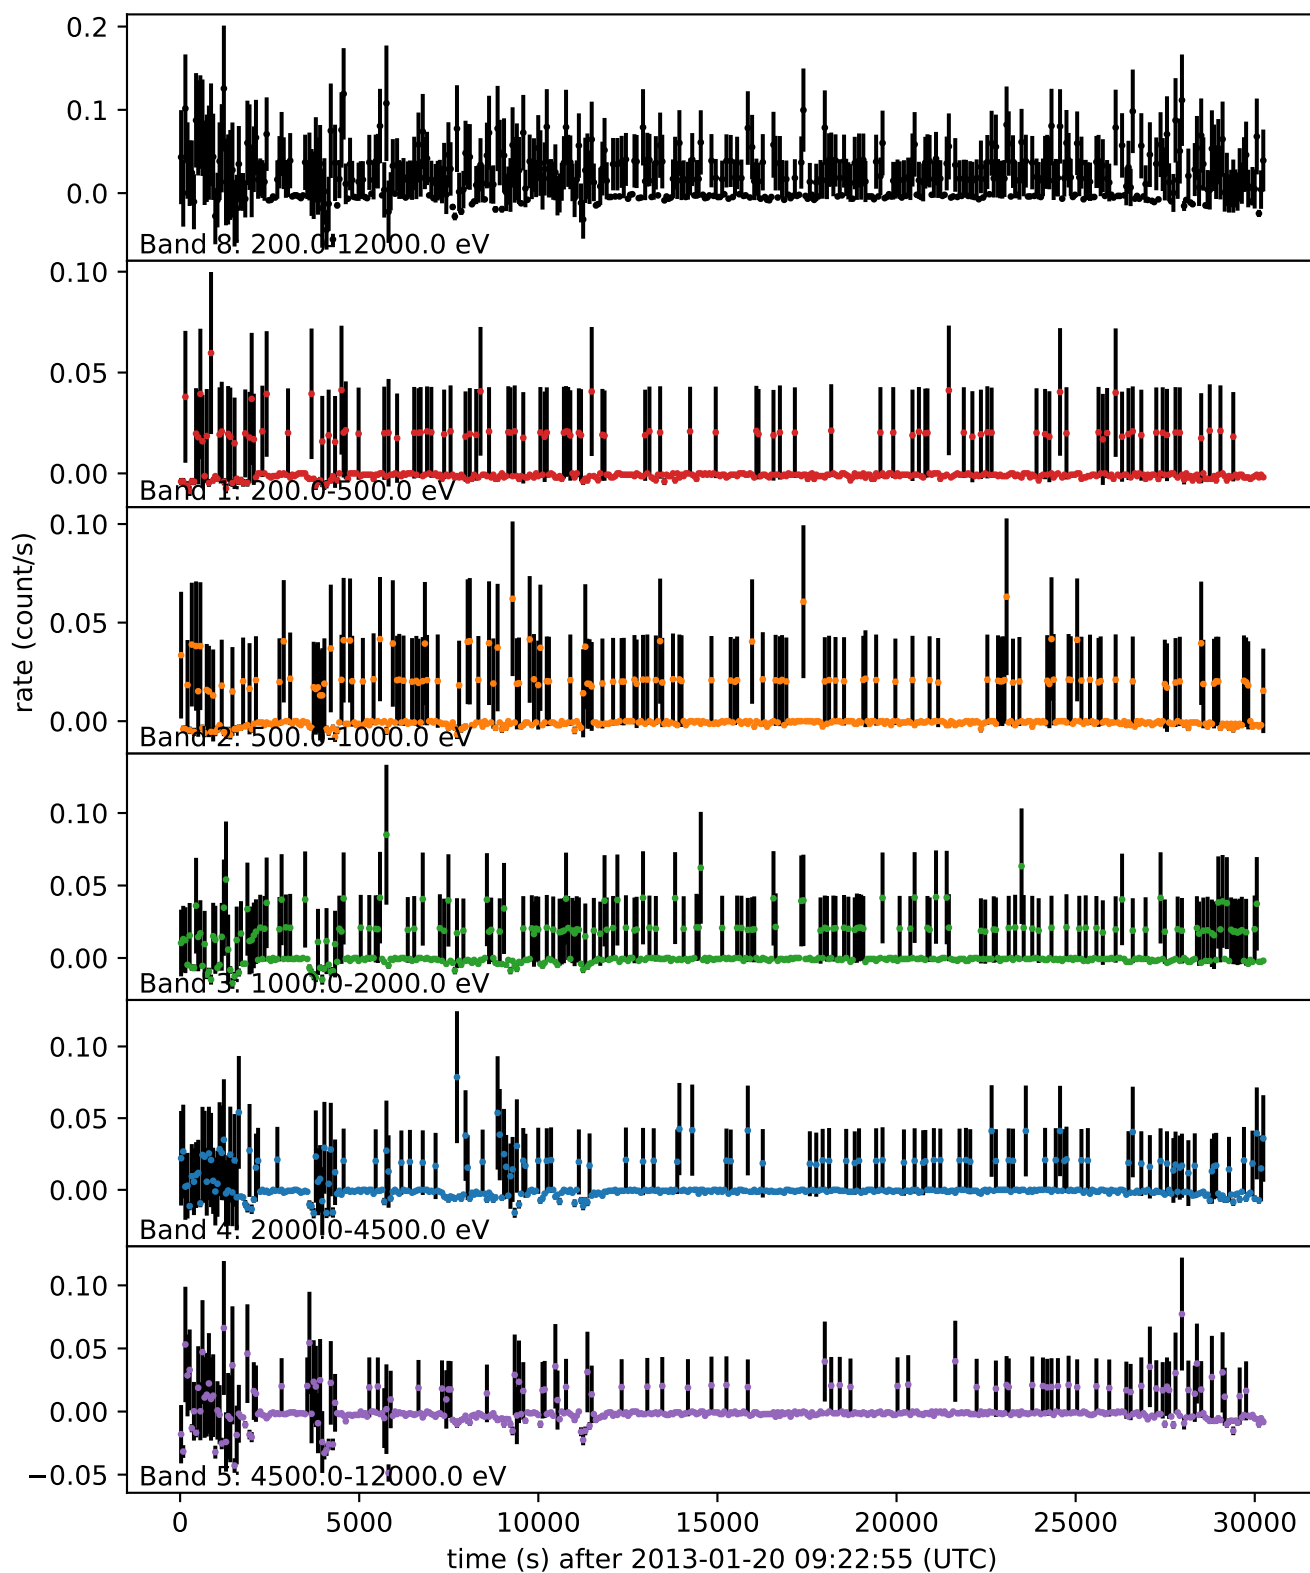 0.2
0.1
0.0
Band 8: 200.0-12000.0 eV
0.10
0.05
0.00
Band 1: 200.0-500.0 eV
0.10
0.05
0.00
Band 2: 500.0-1000.0 eV
rate (count/s)
0.10
0.05
0.00
Band 3: 1000.0-2000.0 eV
0.10
0.05
0.00
Band 4: 2000.0-4500.0 eV
0.10
0.05
0.00
−0.05
Band 5: 4500.0-12000.0 eV
0 5000 10000 15000 20000 25000 30000
time (s) after 2013-01-20 09:22:55 (UTC)